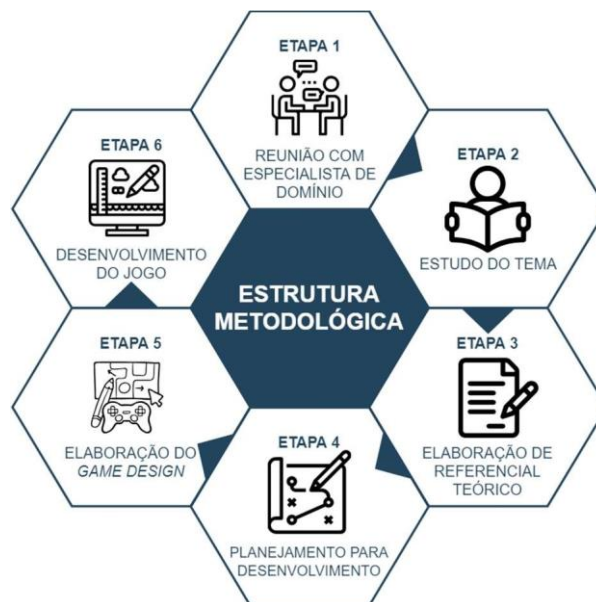 ETAPA 1
REUNIÃO COM
ESPECIALISTA DE
DOMÍNIO
ETAPA 2
ESTUDO DO TEMA
ETAPA 3
ELABORAÇÃO DE
REFERENCIAL
TEÓRICO
ETAPA 4
PLANEJAMENTO PARA
DESENVOLVIMENTO
ETAPA 5
ELABORAÇÃO DO
GAME DESIGN
ETAPA 6
DESENVOLVIMENTO
DO JOGO
ESTRUTURA
METODOLÓGICA